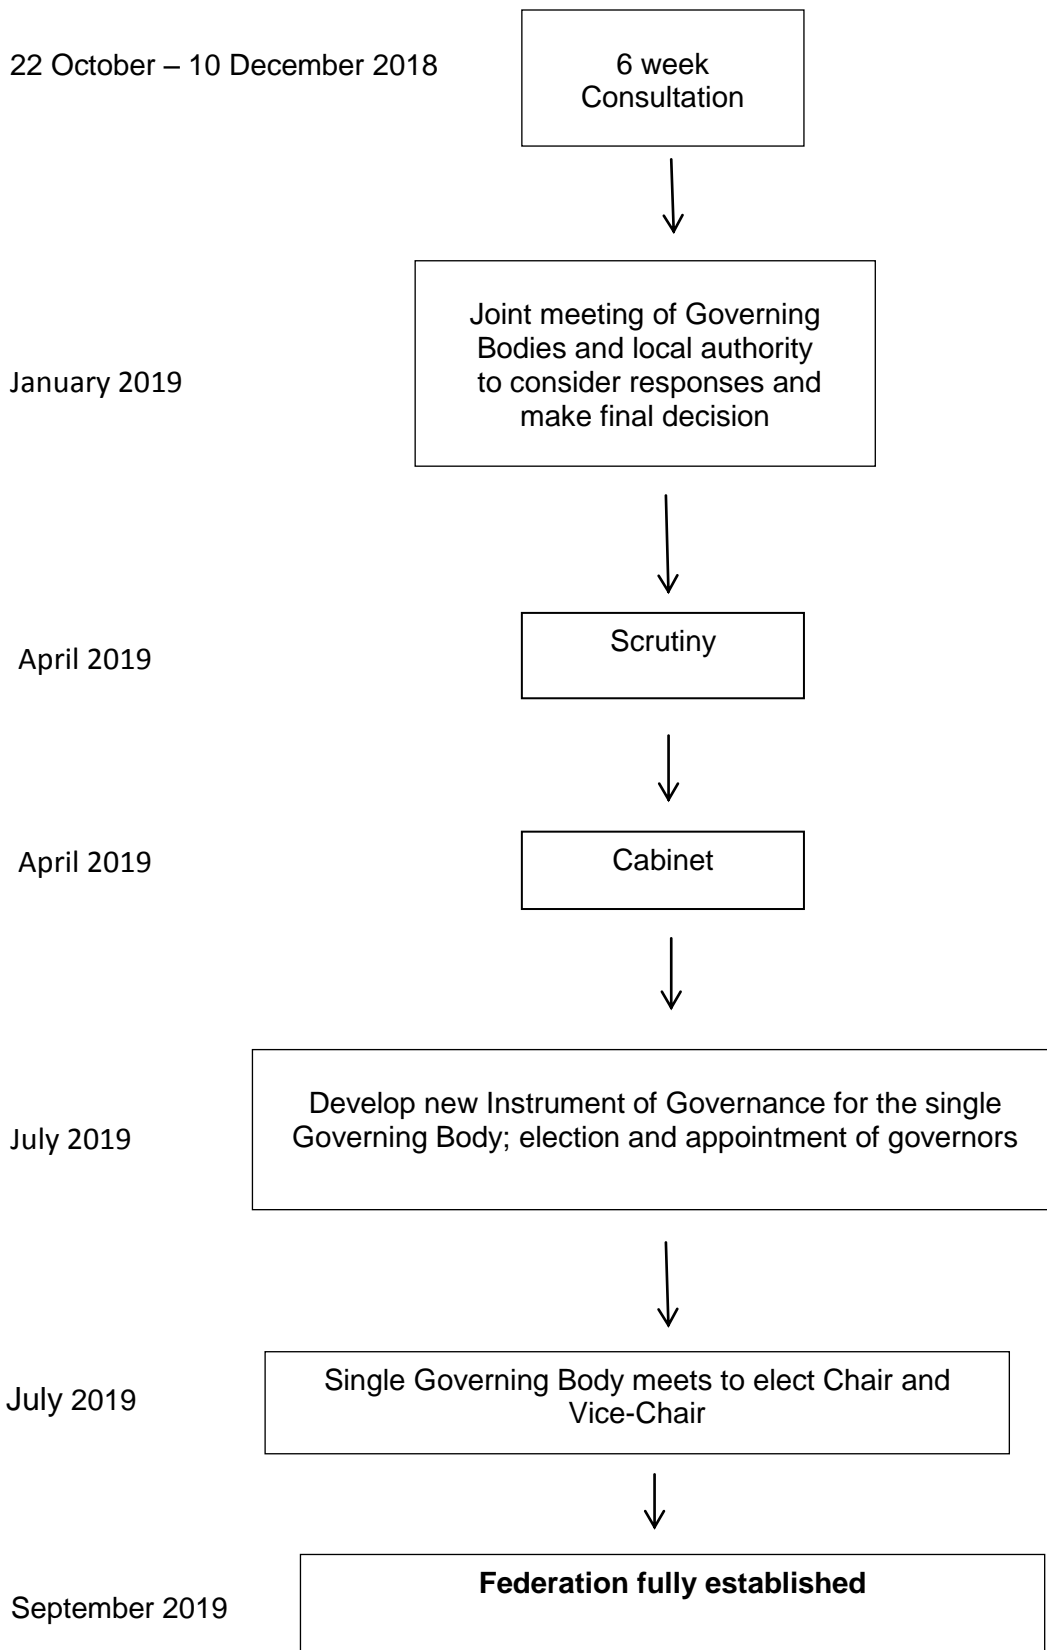 22 October – 10 December 2018
6 week
Consultation
January 2019
Joint meeting of Governing
Bodies and local authority
to consider responses and
make final decision
April 2019
Scrutiny
April 2019
Cabinet
July 2019
Develop new Instrument of Governance for the single
Governing Body; election and appointment of governors
July 2019
Single Governing Body meets to elect Chair and
Vice-Chair
September 2019
Federation fully established